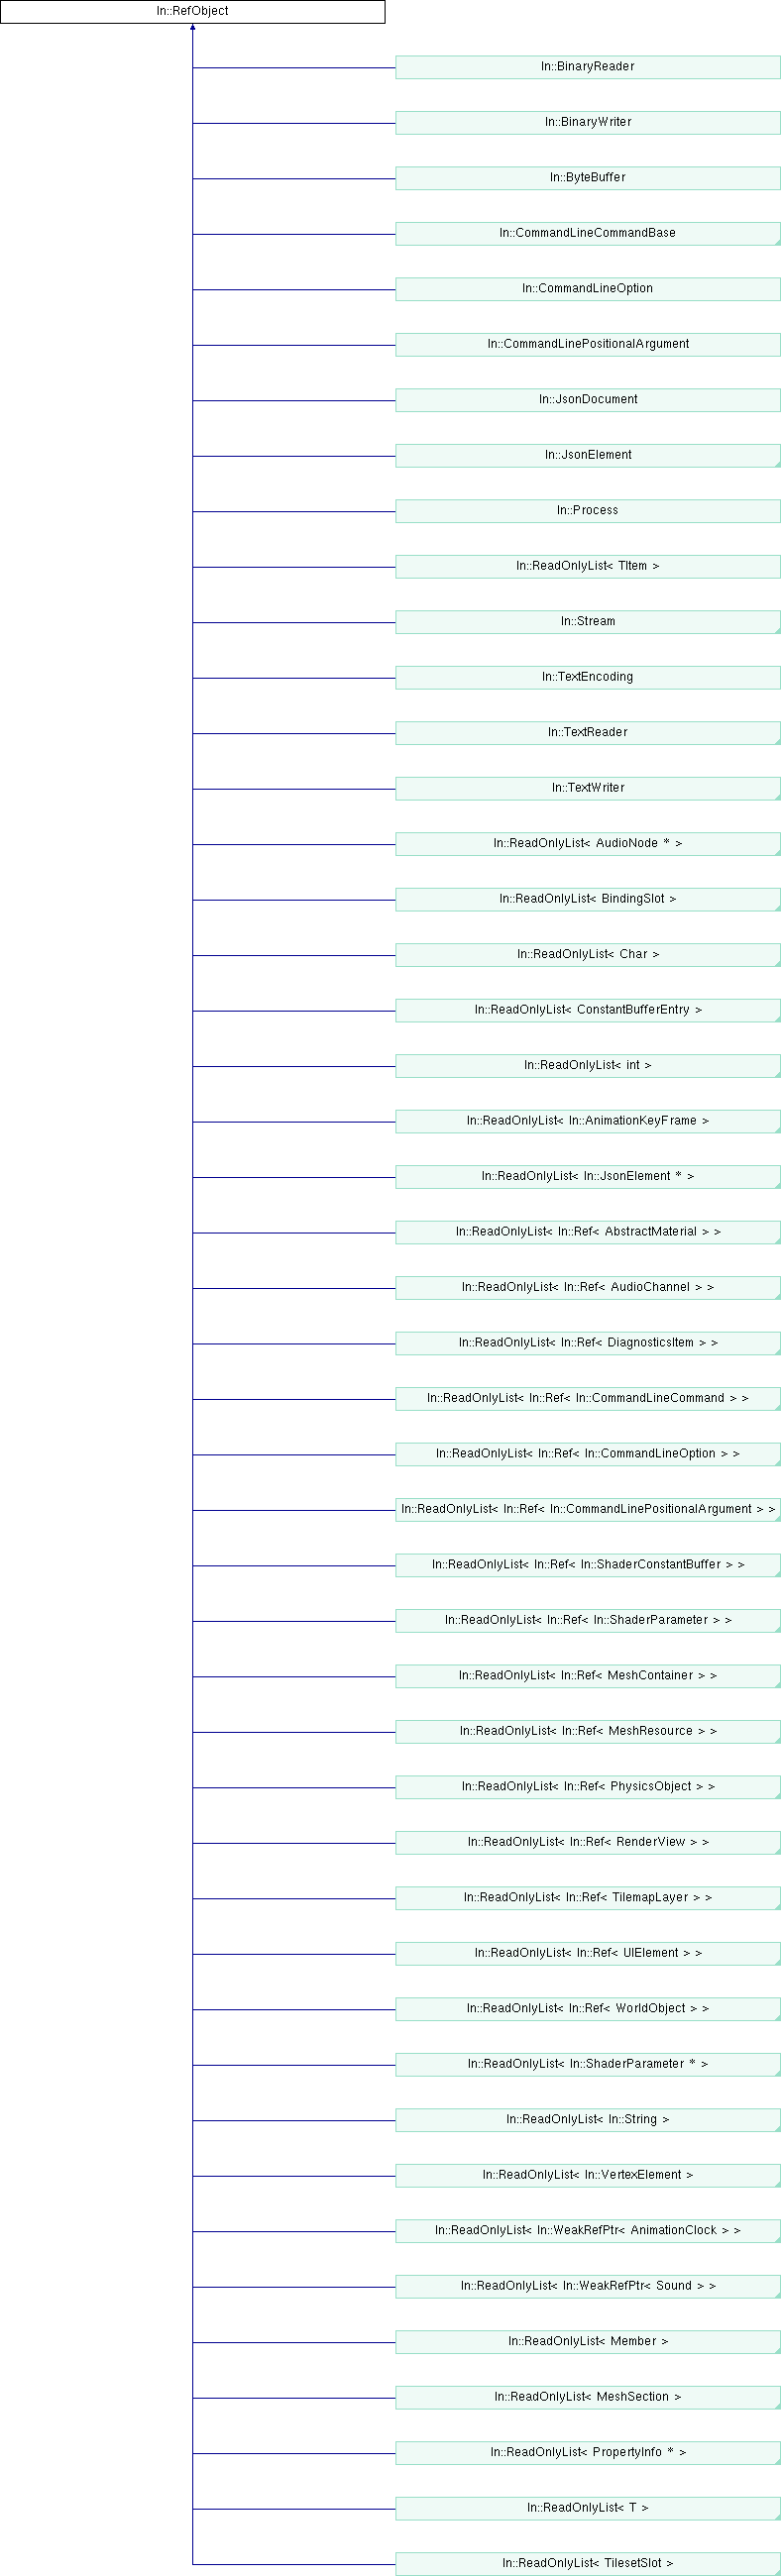 ln::RefObject
ln::BinaryReader
ln::BinaryWriter
ln::ByteBuffer
ln::CommandLineCommandBase
ln::CommandLineOption
ln::CommandLinePositionalArgument
ln::JsonDocument
ln::JsonElement
ln::Process
ln::ReadOnlyList< TItem >
ln::Stream
ln::TextEncoding
ln::TextReader
ln::TextWriter
ln::ReadOnlyList< AudioNode * >
ln::ReadOnlyList< BindingSlot >
ln::ReadOnlyList< Char >
ln::ReadOnlyList< ConstantBufferEntry >
ln::ReadOnlyList< int >
ln::ReadOnlyList< ln::AnimationKeyFrame >
ln::ReadOnlyList< ln::JsonElement * >
ln::ReadOnlyList< ln::Ref< AbstractMaterial > >
ln::ReadOnlyList< ln::Ref< AudioChannel > >
ln::ReadOnlyList< ln::Ref< DiagnosticsItem > >
ln::ReadOnlyList< ln::Ref< ln::CommandLineCommand > >
ln::ReadOnlyList< ln::Ref< ln::CommandLineOption > >
ln::ReadOnlyList< ln::Ref< ln::CommandLinePositionalArgument > >
ln::ReadOnlyList< ln::Ref< ln::ShaderConstantBuffer > >
ln::ReadOnlyList< ln::Ref< ln::ShaderParameter > >
ln::ReadOnlyList< ln::Ref< MeshContainer > >
ln::ReadOnlyList< ln::Ref< MeshResource > >
ln::ReadOnlyList< ln::Ref< PhysicsObject > >
ln::ReadOnlyList< ln::Ref< RenderView > >
ln::ReadOnlyList< ln::Ref< TilemapLayer > >
ln::ReadOnlyList< ln::Ref< UIElement > >
ln::ReadOnlyList< ln::Ref< WorldObject > >
ln::ReadOnlyList< ln::ShaderParameter * >
ln::ReadOnlyList< ln::String >
ln::ReadOnlyList< ln::VertexElement >
ln::ReadOnlyList< ln::WeakRefPtr< AnimationClock > >
ln::ReadOnlyList< ln::WeakRefPtr< Sound > >
ln::ReadOnlyList< Member >
ln::ReadOnlyList< MeshSection >
ln::ReadOnlyList< PropertyInfo * >
ln::ReadOnlyList< T >
ln::ReadOnlyList< TilesetSlot >